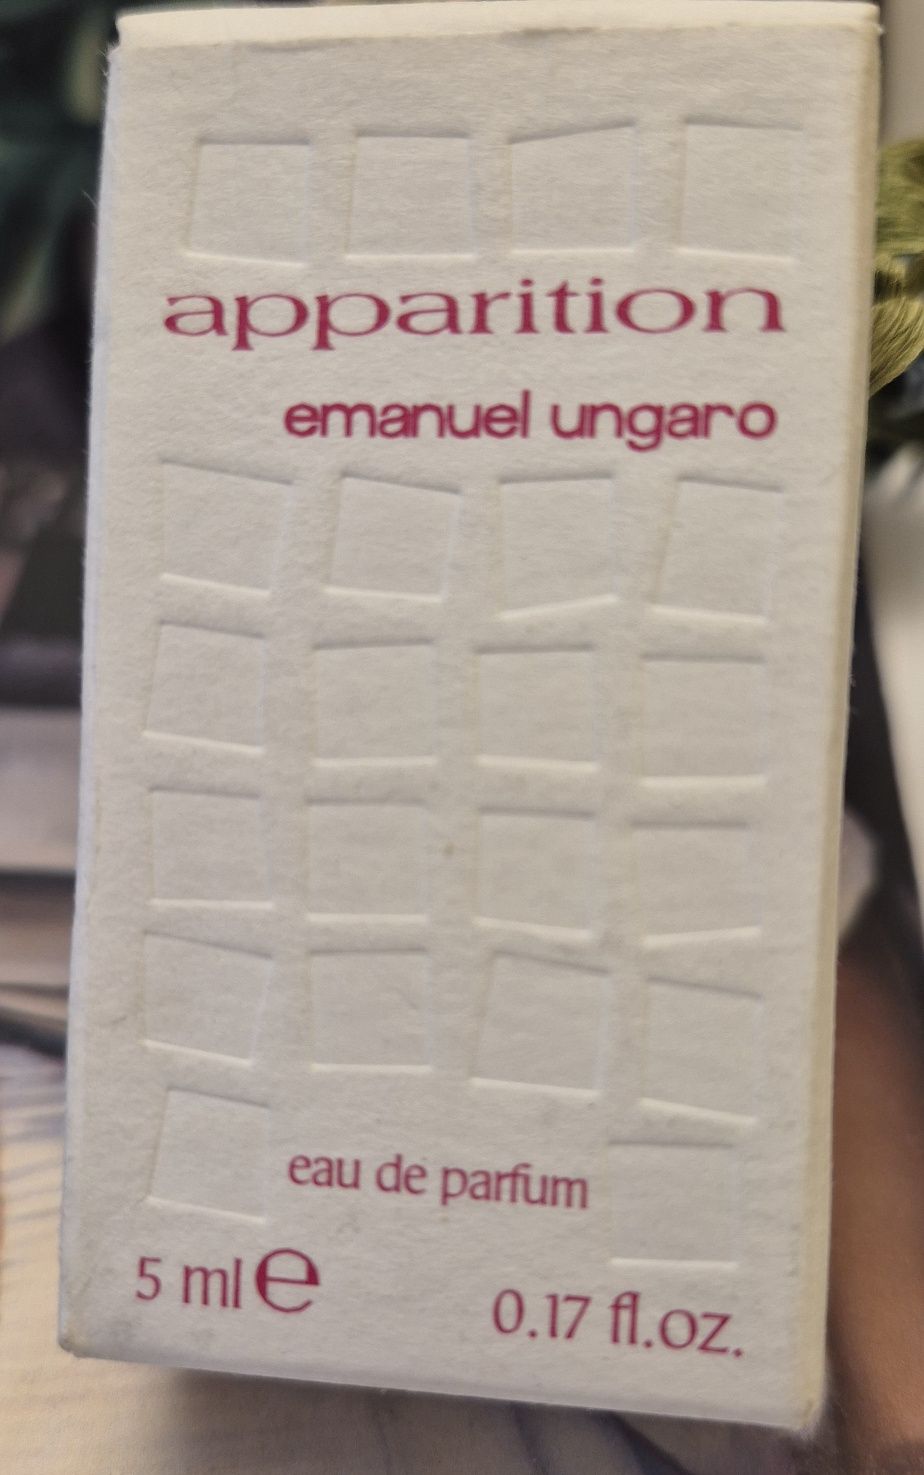 apparition
emanuel ungaro
eau de parfum
5 ml ℮ 0.17 fl.oz.